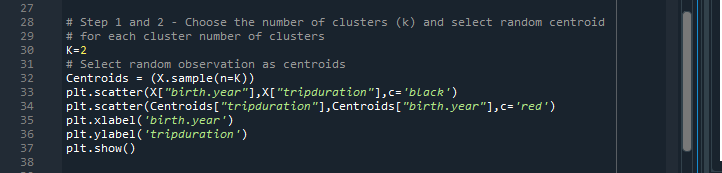 27
28 # Step 1 and 2 - Choose the number of clusters (k) and select random centroid
29 # for each cluster number of clusters
30 K=2
31 # Select random observation as centroids
32 Centroids = (X.sample(n=K))
33 plt.scatter(X["birth.year"],X["tripduration"],c='black')
34 plt.scatter(Centroids["tripduration"],Centroids["birth.year"],c='red')
35 plt.xlabel('birth.year')
36 plt.ylabel('tripduration')
37 plt.show()
38